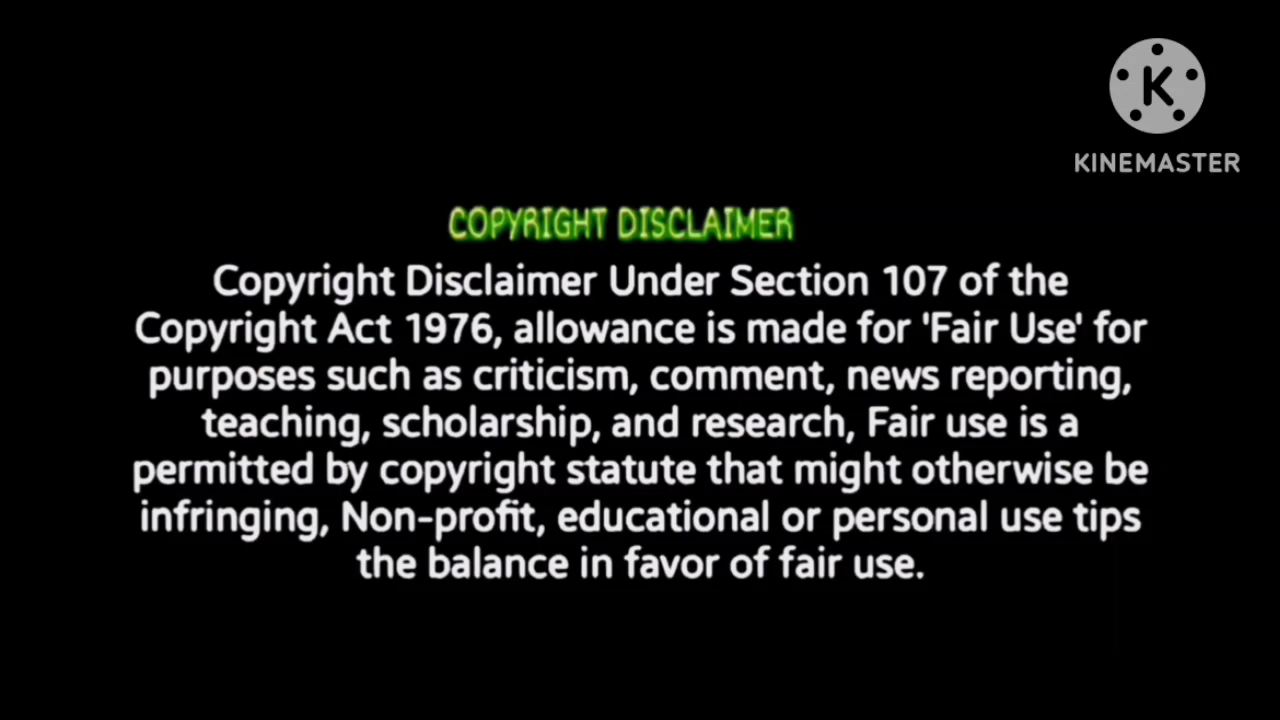 K
KINEMASTER
COPYRIGHT DISCLAIMER
Copyright Disclaimer Under Section 107 of the
Copyright Act 1976, allowance is made for 'Fair Use' for
purposes such as criticism, comment, news reporting,
teaching, scholarship, and research, Fair use is a
permitted by copyright statute that might otherwise be
infringing, Non-profit, educational or personal use tips
the balance in favor of fair use.